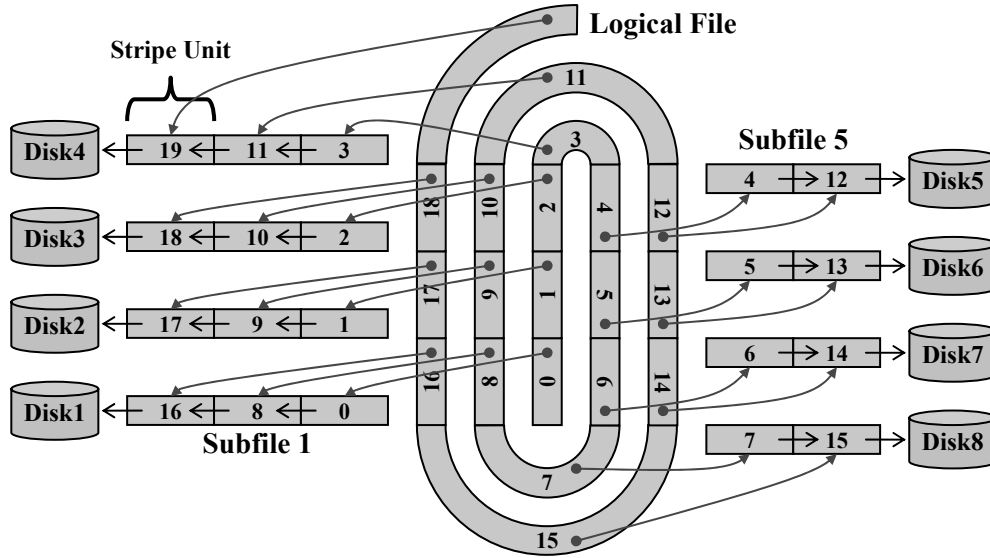 Logical File
Stripe Unit
Disk4 19 11 3
Disk3 18 10 2
Disk2 17 9 1
Disk1 16 8 0
Subfile 1
11
3
18 10 2 4 12
17 9 1 5 13
16 8 0 6 14
7
15
Subfile 5
4 12 Disk5
5 13 Disk6
6 14 Disk7
7 15 Disk8